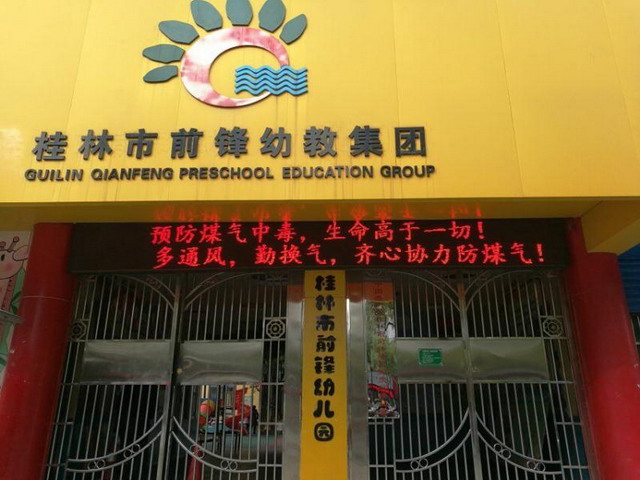 桂林市前锋幼教集团
GUILIN QIANFENG PRESCHOOL EDUCATION GROUP
预防煤气中毒，生命高于一切！
多通风，勤换气，齐心协力防煤气！
桂林市前锋幼儿园